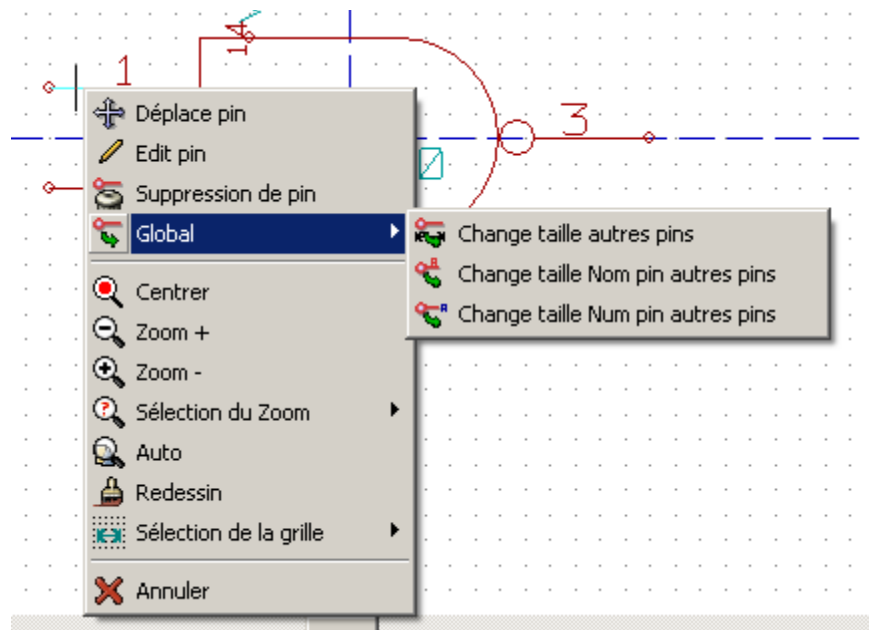 14
1
3
0
Déplace pin
Edit pin
Suppression de pin
Global
Centrer
Zoom +
Zoom -
Sélection du Zoom
Auto
Redessin
Sélection de la grille
Annuler
Change taille autres pins
Change taille Nom pin autres pins
Change taille Num pin autres pins